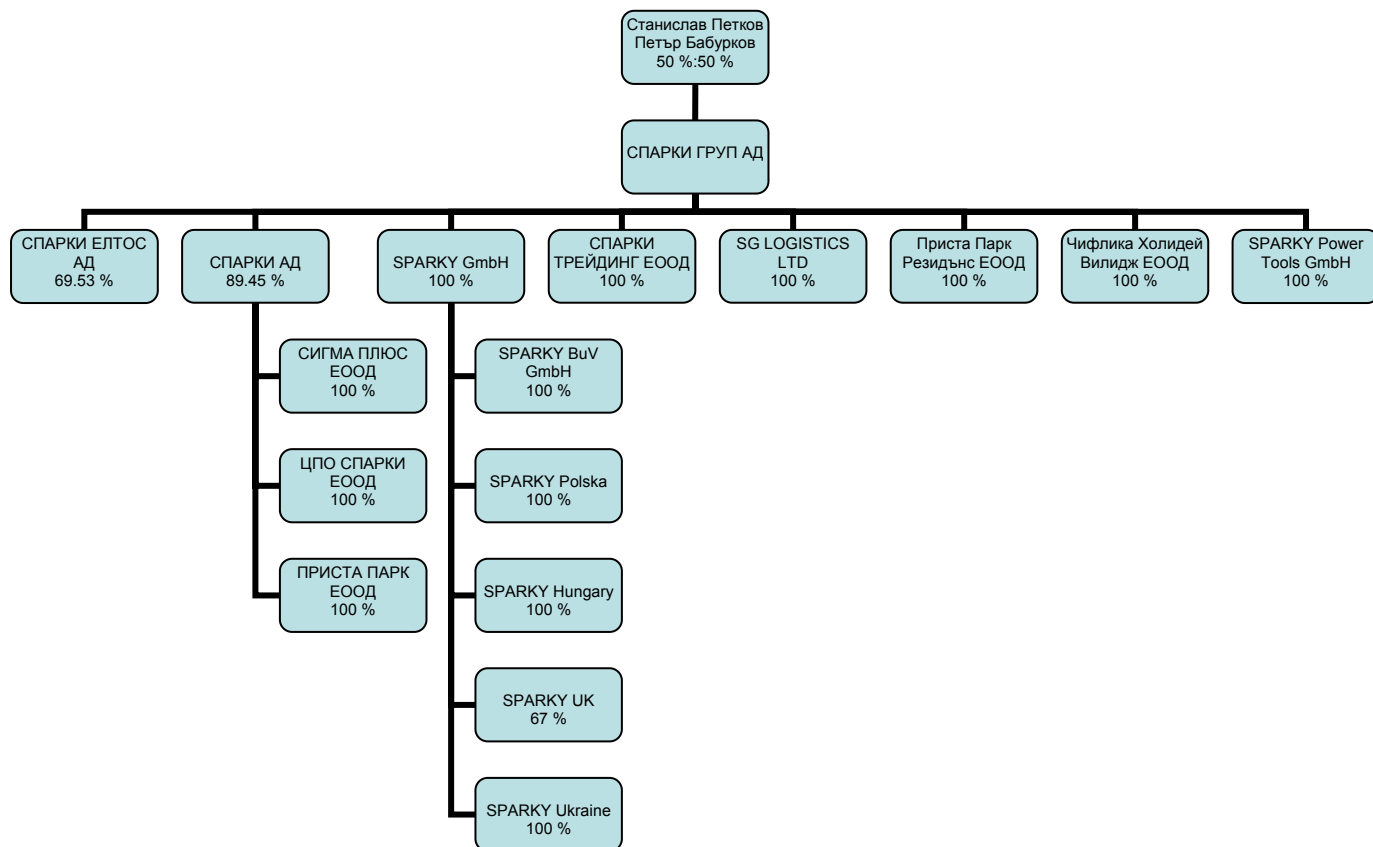 Станислав Петков
Петър Бабурков
50 %:50 %
СПАРКИ ГРУП АД
СПАРКИ ЕЛТОС
АД
69.53 %
СПАРКИ АД
89.45 %
SPARKY GmbH
100 %
СПАРКИ
ТРЕЙДИНГ ЕООД
100 %
SG LOGISTICS
LTD
100 %
Приста Парк
Резидънс ЕООД
100 %
Чифлика Холидей
Вилидж ЕООД
100 %
SPARKY Power
Tools GmbH
100 %
СИГМА ПЛЮС
ЕООД
100 %
ЦПО СПАРКИ
ЕООД
100 %
ПРИСТА ПАРК
ЕООД
100 %
SPARKY BuV
GmbH
100 %
SPARKY Polska
100 %
SPARKY Hungary
100 %
SPARKY UK
67 %
SPARKY Ukraine
100 %